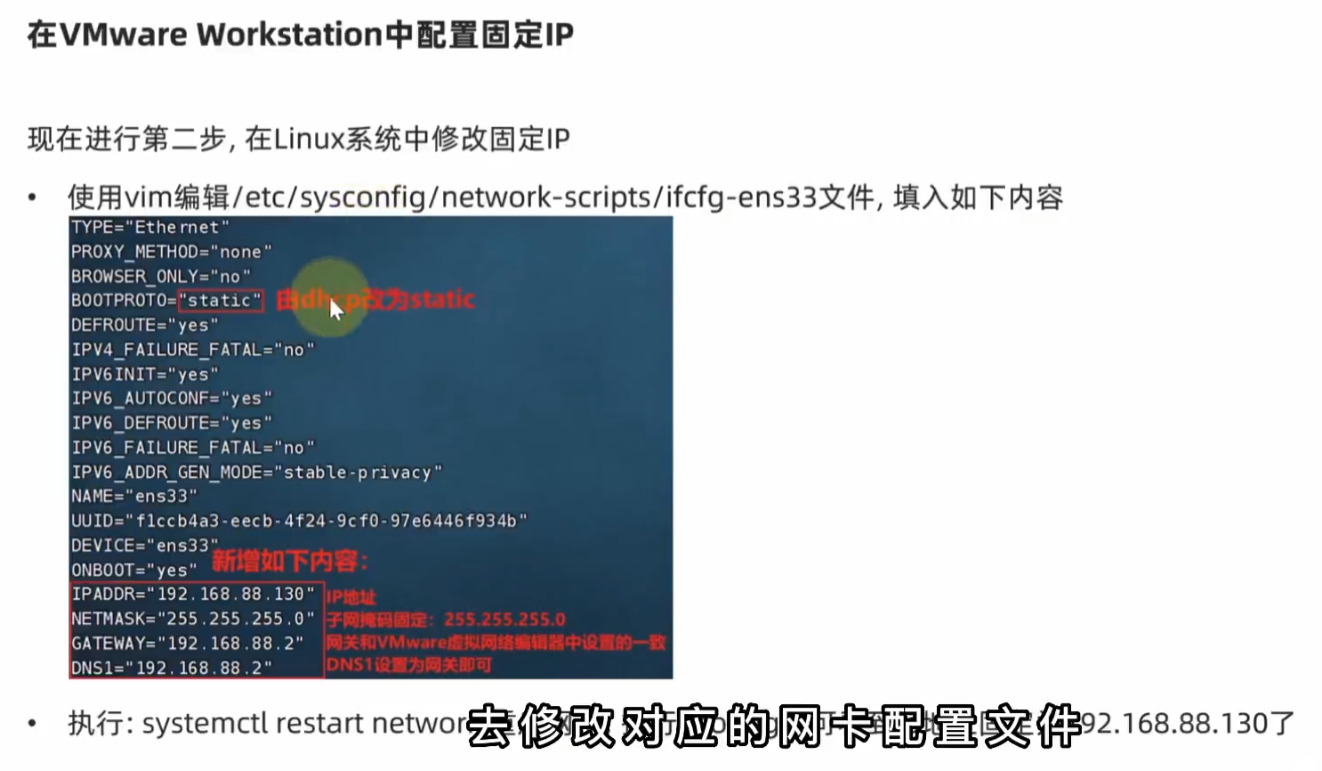 在VMware Workstation中配置固定IP
现在进行第二步, 在Linux系统中修改固定IP
• 使用vim编辑/etc/sysconfig/network-scripts/ifcfg-ens33文件, 填入如下内容
TYPE="Ethernet"
PROXY_METHOD="none"
BROWSER_ONLY="no"
BOOTPROTO="static" 由dhcp改为static
DEFROUTE="yes"
IPV4_FAILURE_FATAL="no"
IPV6INIT="yes"
IPV6_AUTOCONF="yes"
IPV6_DEFROUTE="yes"
IPV6_FAILURE_FATAL="no"
IPV6_ADDR_GEN_MODE="stable-privacy"
NAME="ens33"
UUID="f1ccb4a3-eecb-4f24-9cf0-97e6446f934b"
DEVICE="ens33"
新增如下内容：
ONBOOT="yes"
IPADDR="192.168.88.130" IP地址
NETMASK="255.255.255.0" 子网掩码固定：255.255.255.0
GATEWAY="192.168.88.2" 网关和VMware虚拟网络编辑器中设置的一致
DNS1="192.168.88.2" DNS1设置为网关即可
• 执行: systemctl restart networ 92.168.88.130了
去修改对应的网卡配置文件